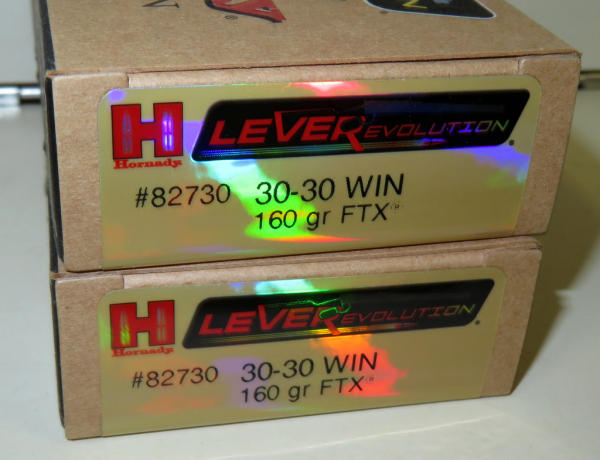 H
Hornady.
LEVERevolution®
#82730 30-30 WIN
160 gr FTX®
H
Hornady.
LEVERevolution®
#82730 30-30 WIN
160 gr FTX®